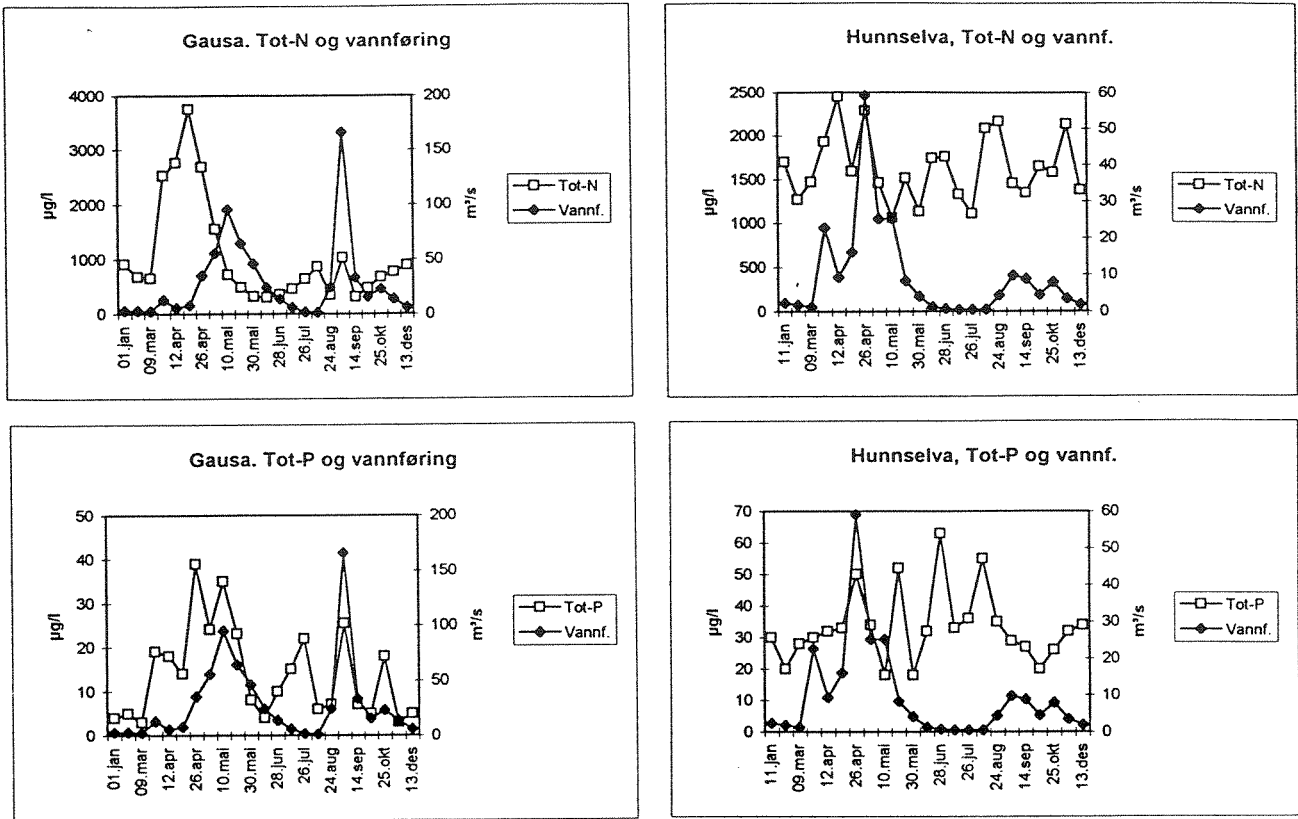 Gausa. Tot-N og vannføring
4000
3000
2000
1000
0
µg/l
200
150
100
50
0
m³/s
01.jan
09.mar
12.apr
26.apr
10.mai
30.mai
28.jun
26.jul
24.aug
14.sep
25.okt
13.des
Tot-N
Vannf.
Hunnselva, Tot-N og vannf.
2500
2000
1500
1000
500
0
µg/l
60
50
40
30
20
10
0
m³/s
11.jan
09.mar
12.apr
26.apr
10.mai
30.mai
28.jun
26.jul
24.aug
14.sep
25.okt
13.des
Tot-N
Vannf.
Gausa. Tot-P og vannføring
50
40
30
20
10
0
µg/l
200
150
100
50
0
m³/s
01.jan
09.mar
12.apr
26.apr
10.mai
30.mai
28.jun
26.jul
24.aug
14.sep
25.okt
13.des
Tot-P
Vannf.
Hunnselva, Tot-P og vannf.
70
60
50
40
30
20
10
0
µg/l
60
50
40
30
20
10
0
m³/s
11.jan
09.mar
12.apr
26.apr
10.mai
30.mai
28.jun
26.jul
24.aug
14.sep
25.okt
13.des
Tot-P
Vannf.